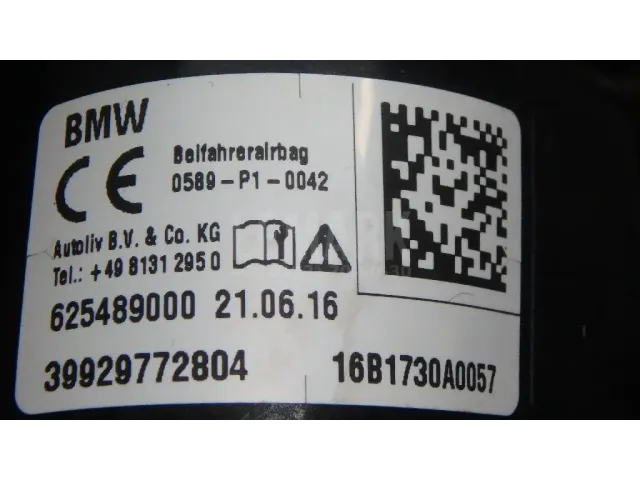 BMW
CE
Beifahrerairbag
0589-P1-0042
Autoliv B.V. & Co. KG
Tel.: +49 8131 295 0
625489000 21.06.16
39929772804 16B1730A0057